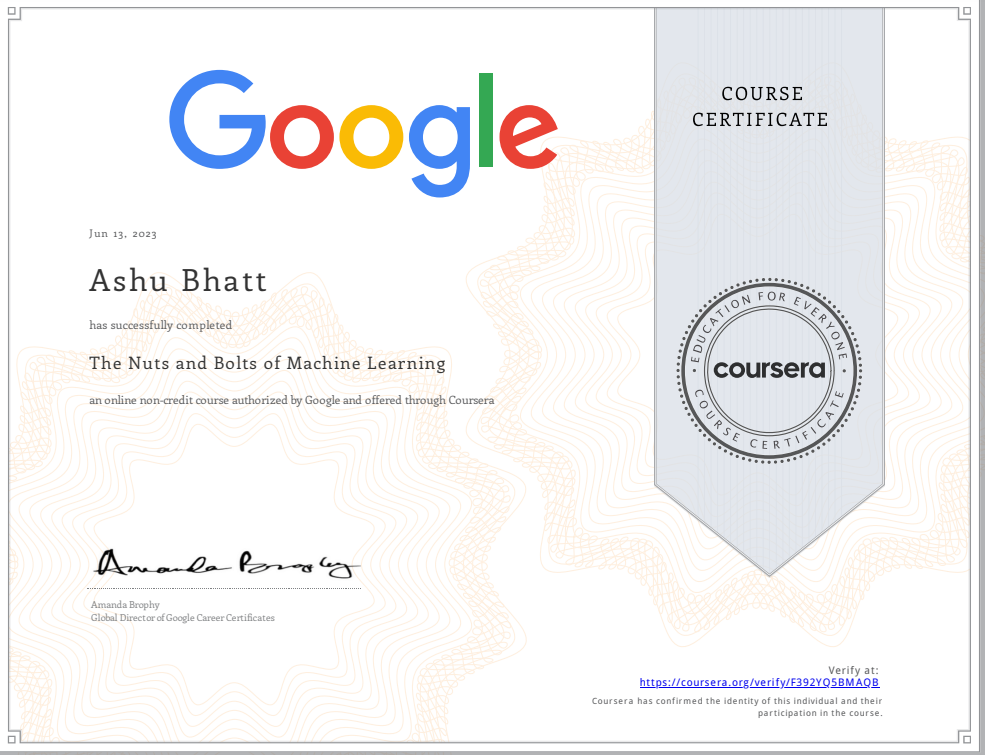 Google
COURSE
CERTIFICATE
Jun 13, 2023
Ashu Bhatt
has successfully completed
The Nuts and Bolts of Machine Learning
an online non-credit course authorized by Google and offered through Coursera
EDUCATION FOR EVERYONE
coursera
COURSE CERTIFICATE
Amanda Brophy
Amanda Brophy
Global Director of Google Career Certificates
Verify at:
https://coursera.org/verify/F392YQ5BMAQB
Coursera has confirmed the identity of this individual and their
participation in the course.